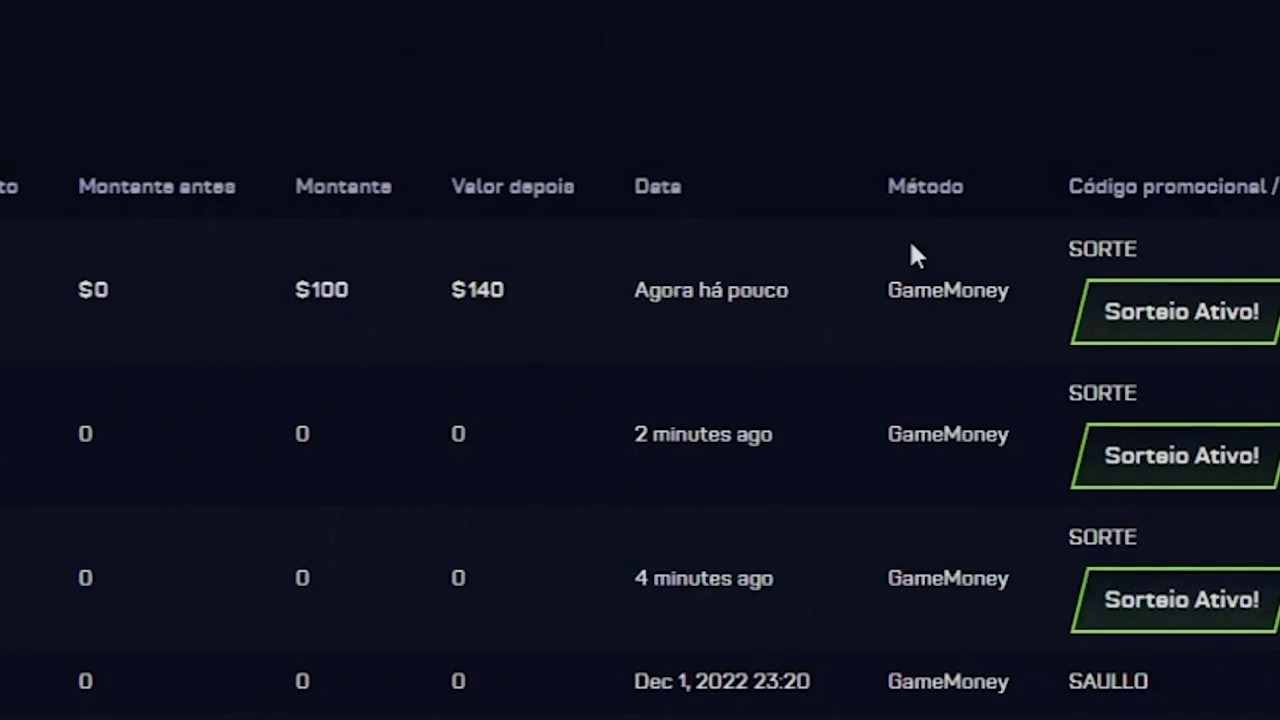 to Montante antes Montante Valor depois Data Método Código promocional /
SORTE
$0 $100 $140 Agora há pouco GameMoney
Sorteio Ativo!
SORTE
0 0 0 2 minutes ago GameMoney
Sorteio Ativo!
SORTE
0 0 0 4 minutes ago GameMoney
Sorteio Ativo!
0 0 0 Dec 1, 2022 23:20 GameMoney SAULLO